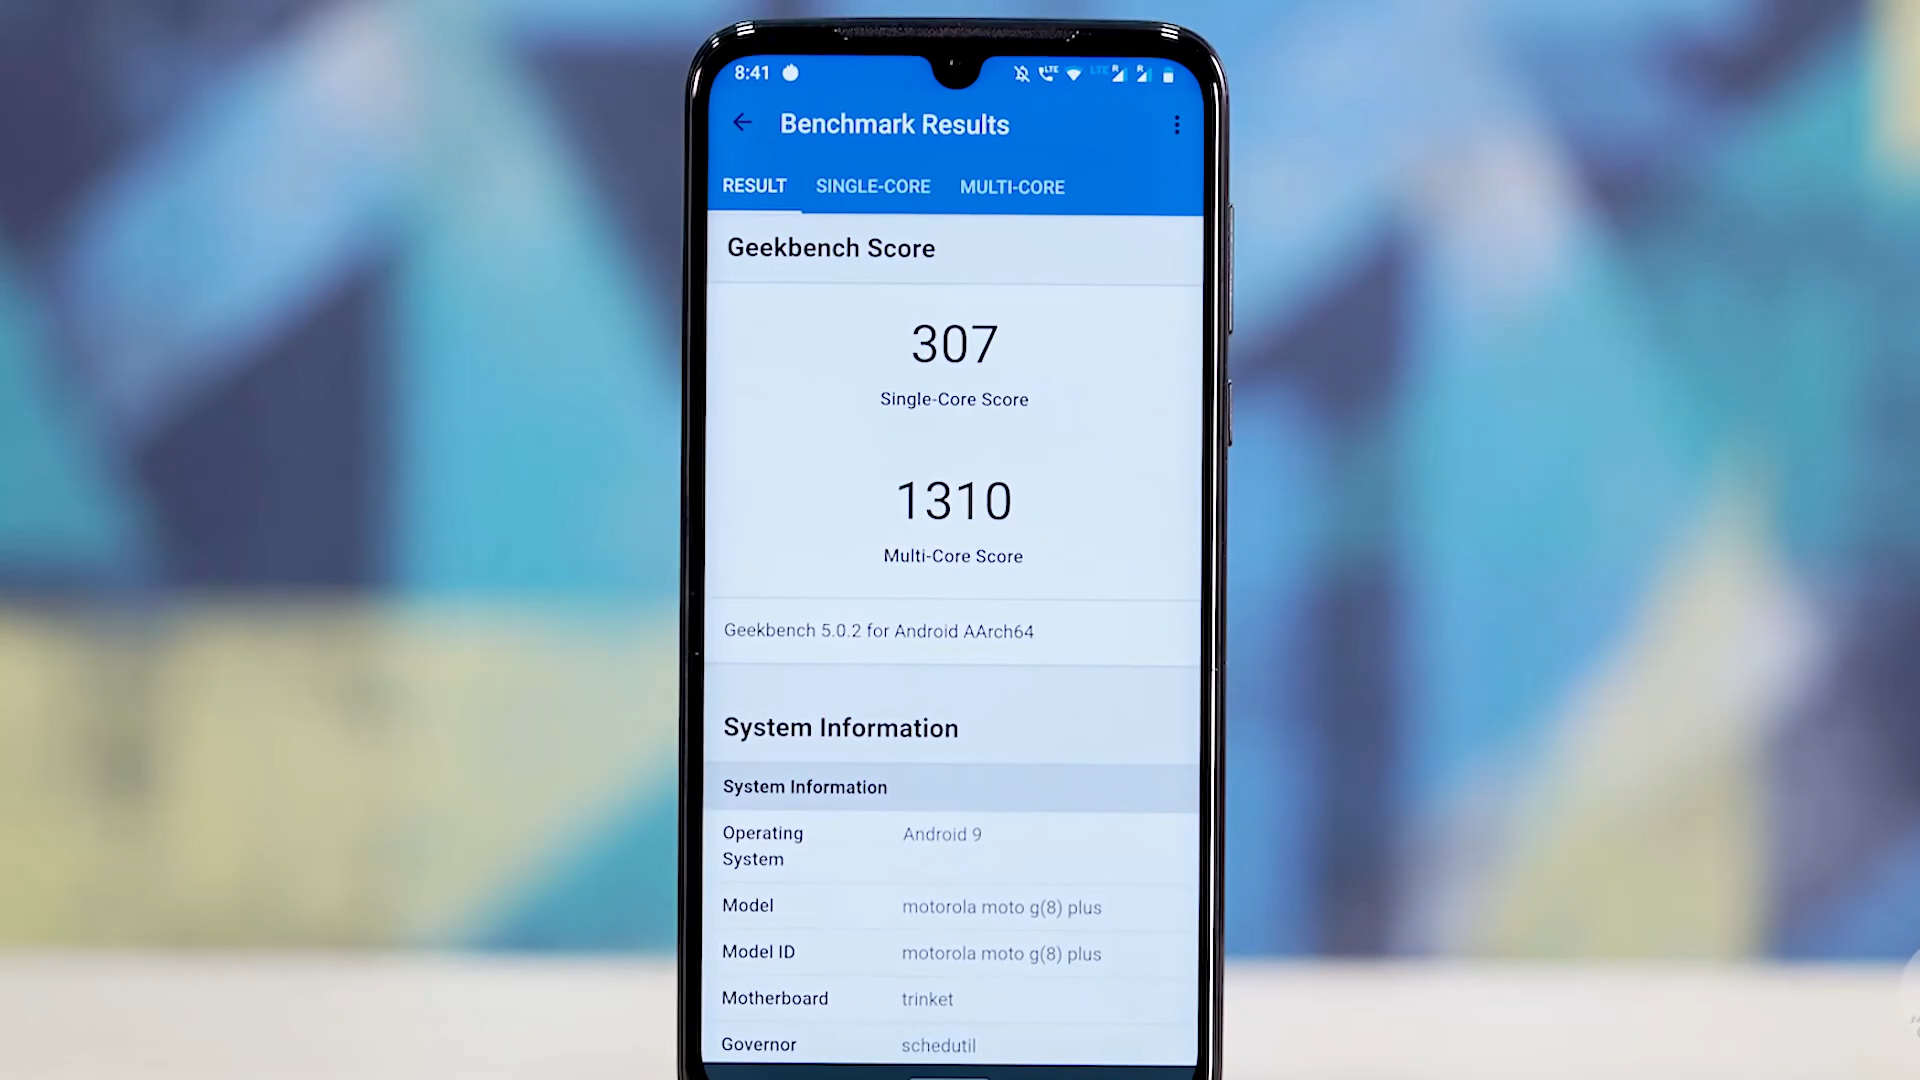 8:41
LTE LTE R R
Benchmark Results
RESULT SINGLE-CORE MULTI-CORE
Geekbench Score
307
Single-Core Score
1310
Multi-Core Score
Geekbench 5.0.2 for Android AArch64
System Information
System Information
Operating System Android 9
Model motorola moto g(8) plus
Model ID motorola moto g(8) plus
Motherboard trinket
Governor schedutil